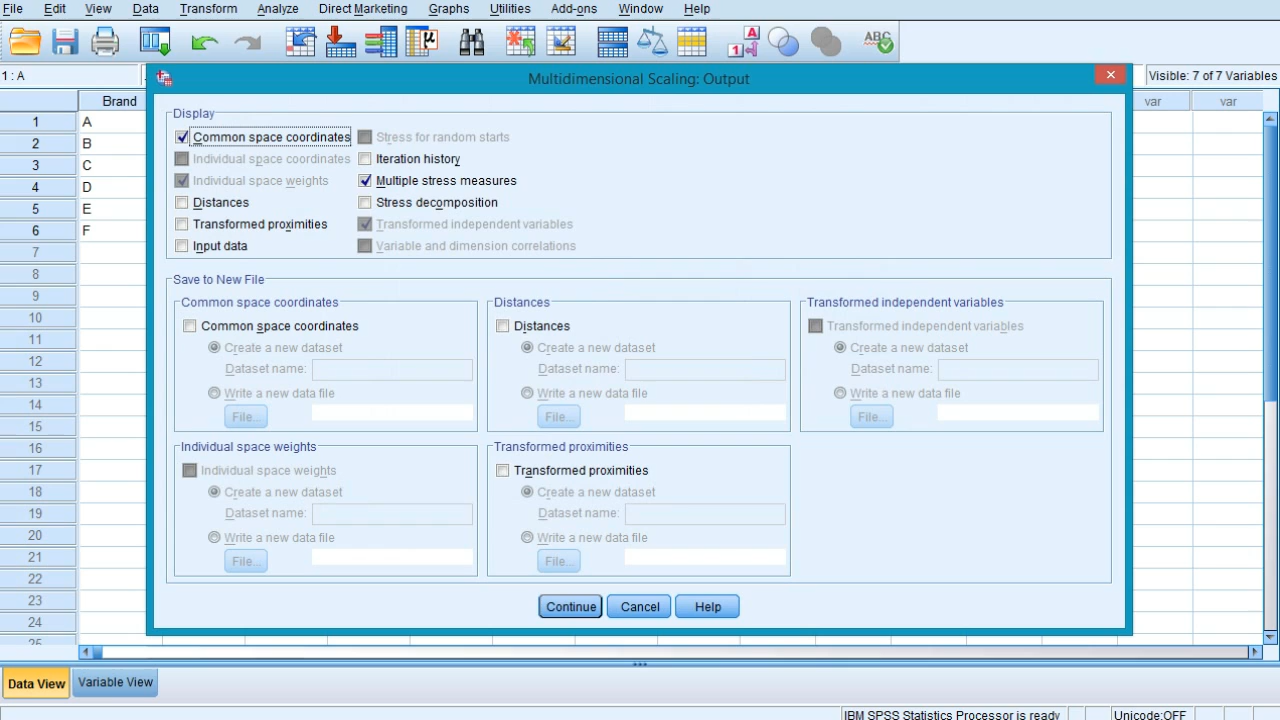 File Edit View Data Transform Analyze Direct Marketing Graphs Utilities Add-ons Window Help
1 : A
Visible: 7 of 7 Variables
Multidimensional Scaling: Output
Brand var var
1 A
2 B
3 C
4 D
5 E
6 F
7
8
9
10
11
12
13
14
15
16
17
18
19
20
21
22
23
24
25
Display
Common space coordinates Stress for random starts
Individual space coordinates Iteration history
Individual space weights Multiple stress measures
Distances Stress decomposition
Transformed proximities Transformed independent variables
Input data Variable and dimension correlations
Save to New File
Common space coordinates
Common space coordinates
Create a new dataset
Dataset name:
Write a new data file
File...
Distances
Distances
Create a new dataset
Dataset name:
Write a new data file
File...
Transformed independent variables
Transformed independent variables
Create a new dataset
Dataset name:
Write a new data file
File...
Individual space weights
Individual space weights
Create a new dataset
Dataset name:
Write a new data file
File...
Transformed proximities
Transformed proximities
Create a new dataset
Dataset name:
Write a new data file
File...
Continue Cancel Help
Data View Variable View
IBM SPSS Statistics Processor is ready Unicode:OFF